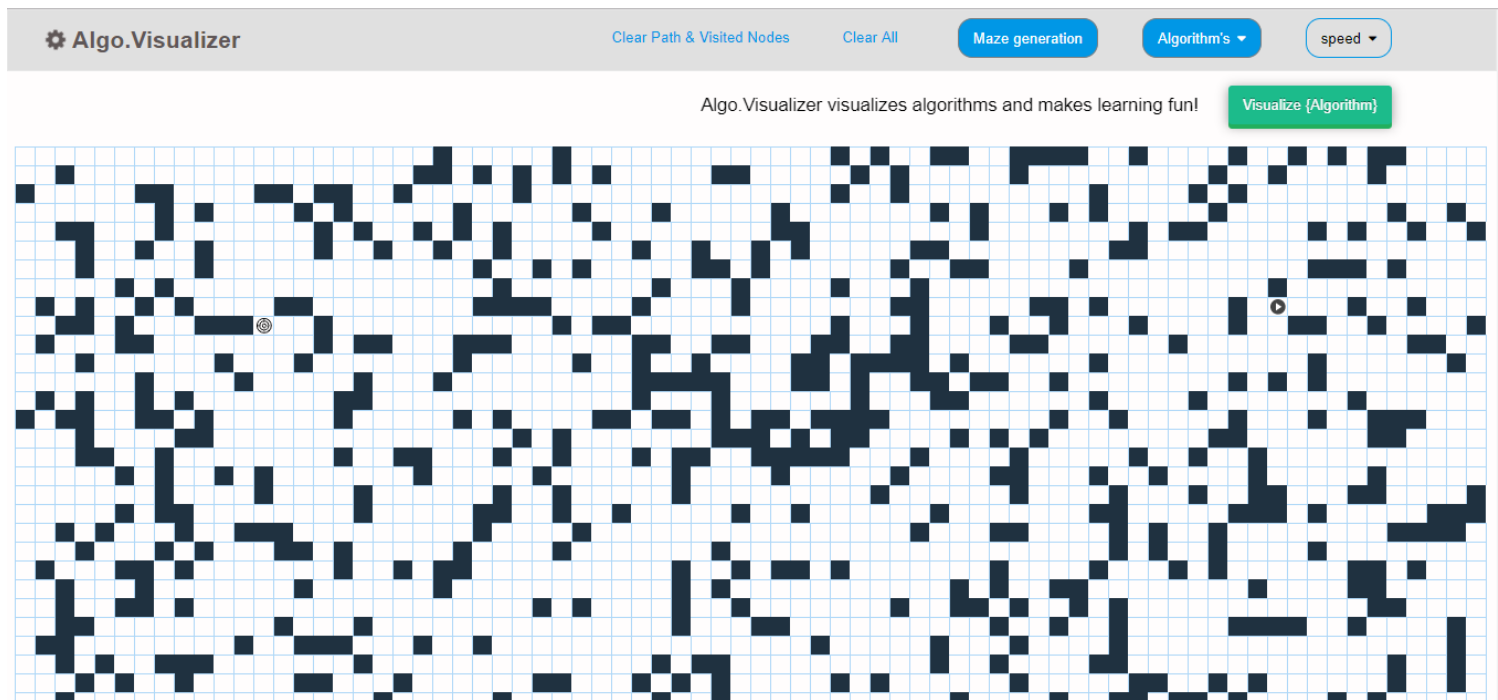 Algo.Visualizer
Clear Path & Visited Nodes
Clear All
Maze generation
Algorithm's
speed
Algo.Visualizer visualizes algorithms and makes learning fun!
Visualize {Algorithm}